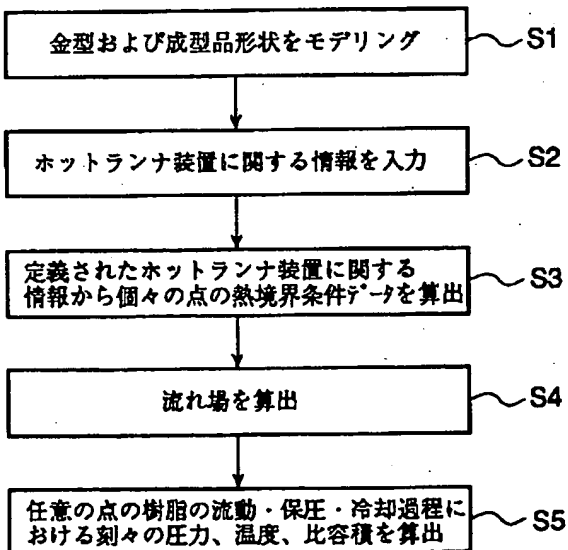 金型および成型品形状をモデリング
S1
ホットランナ装置に関する情報を入力
S2
定義されたホットランナ装置に関する
情報から個々の点の熱境界条件データを算出
S3
流れ場を算出
S4
任意の点の樹脂の流動・保圧・冷却過程に
おける刻々の圧力、温度、比容積を算出
S5